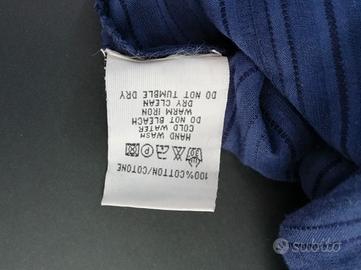 100%COTTON/COTONE
HAND WASH
COLD WATER
DO NOT BLEACH
WARM IRON
DRY CLEAN
DO NOT TUMBLE DRY
subito